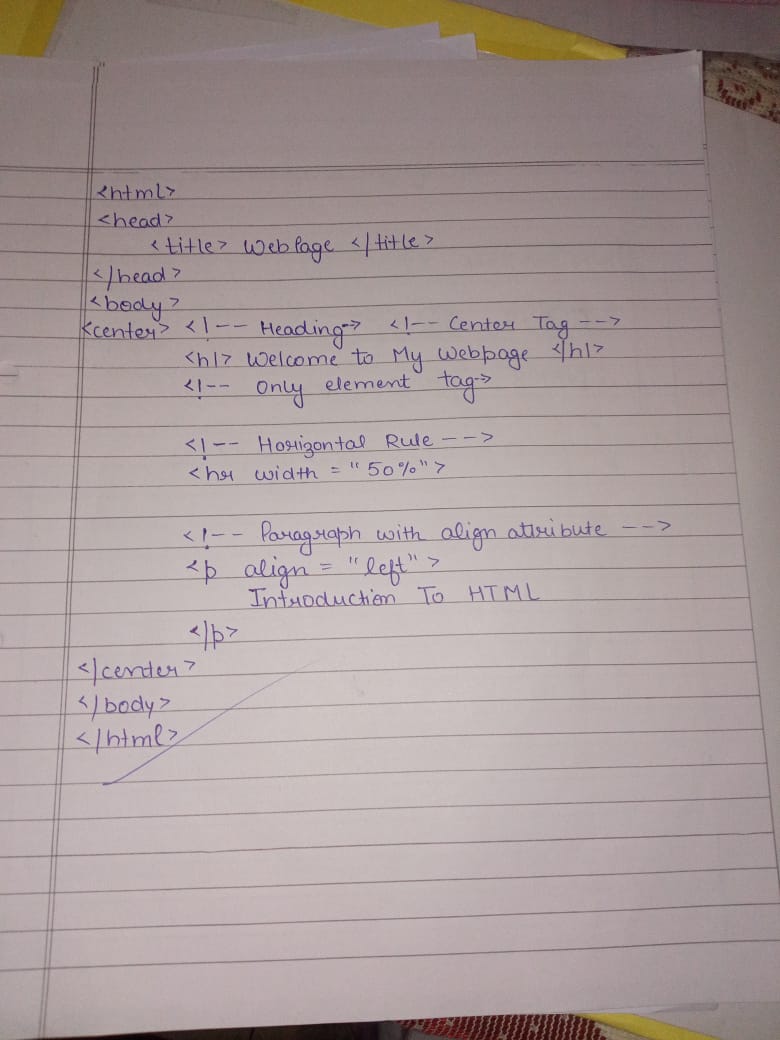 <html>
<head>
<title> Web Page </title>
</head>
<body>
<center> <!-- Heading--> <!-- Center Tag -->
<h1> Welcome to My Webpage </h1>
<!-- Only element tag->
<!-- Horizontal Rule -->
<hr width = "50%">
<!-- Paragraph with align attribute -->
<p align = "left">
Introduction To HTML
</p>
</center>
</body>
</html>